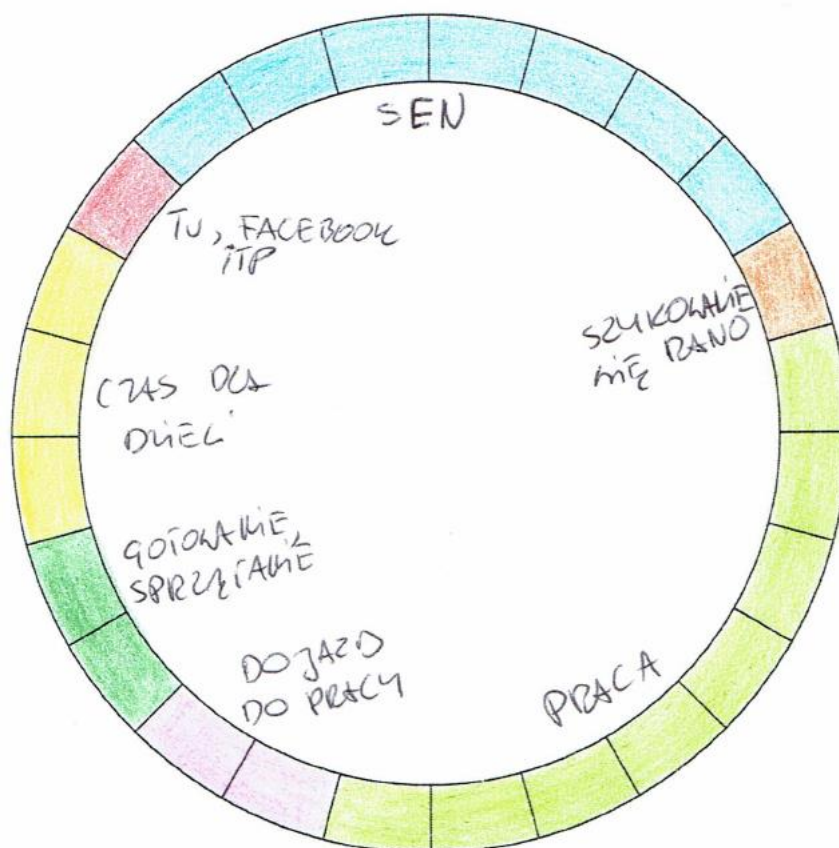 SEN
TV, FACEBOOK
ITP
SZYKOWANIE
SIĘ RANO
CZAS DLA
DZIECI
GOTOWANIE,
SPRZĄTANIE
DOJAZD
DO PRACY
PRACA